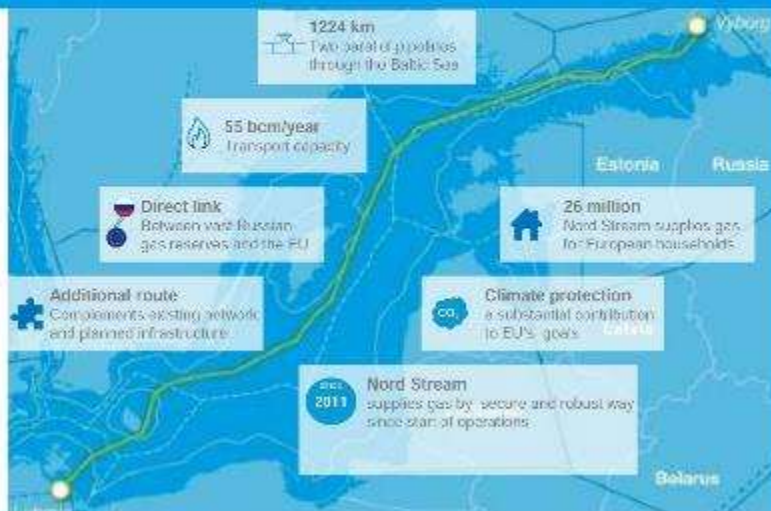 1224 km
Two parallel pipelines
through the Baltic Sea
Vyborg
55 bcm/year
Transport capacity
Estonia
Russia
Direct link
Between vast Russian
gas reserves and the EU
26 million
Nord Stream supplies gas
for European households
Additional route
Complements existing network
and planned infrastructure
CO₂
Climate protection
a substantial contribution
to EU's goals
Latvia
since
2011
Nord Stream
supplies gas by secure and robust way
since start of operations
Belarus